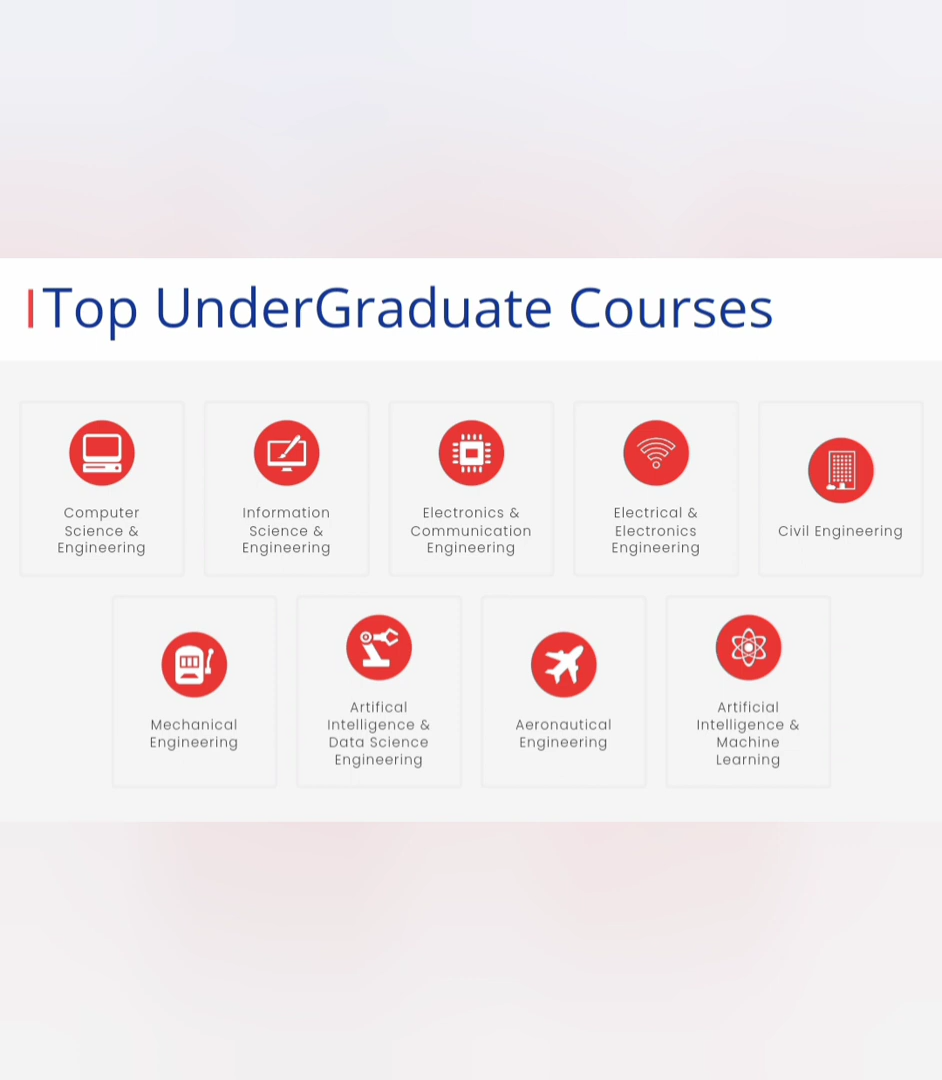 Top UnderGraduate Courses
Computer
Science &
Engineering
Information
Science &
Engineering
Electronics &
Communication
Engineering
Electrical &
Electronics
Engineering
Civil Engineering
Mechanical
Engineering
Artifical
Intelligence &
Data Science
Engineering
Aeronautical
Engineering
Artificial
Intelligence &
Machine
Learning